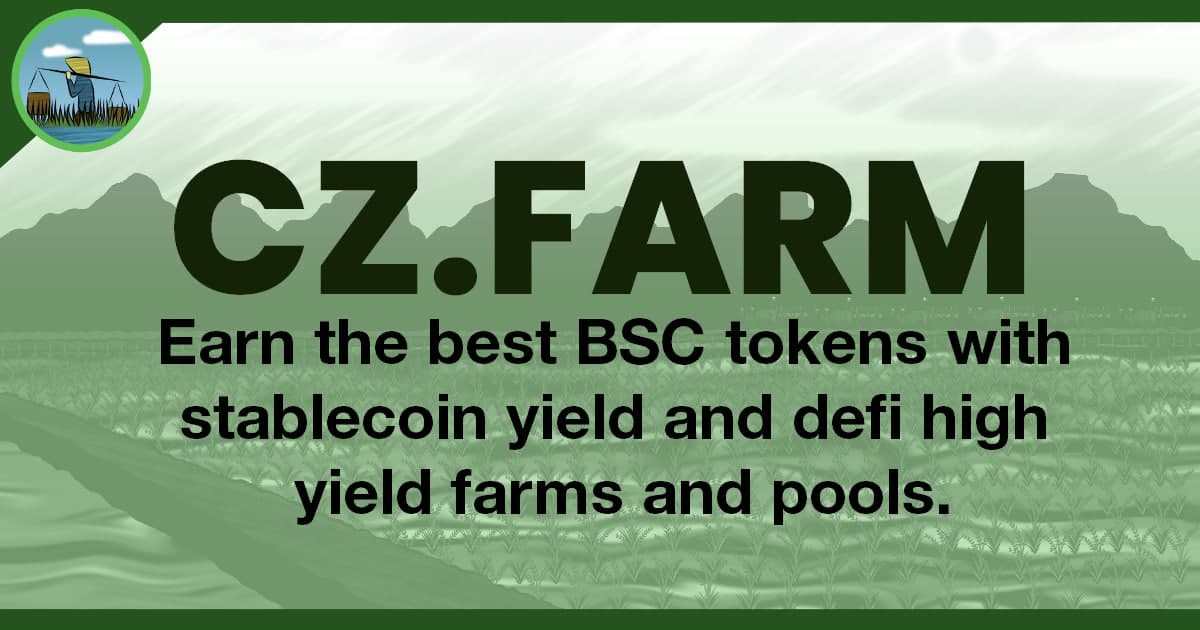 CZ.FARM
Earn the best BSC tokens with
stablecoin yield and defi high
yield farms and pools.